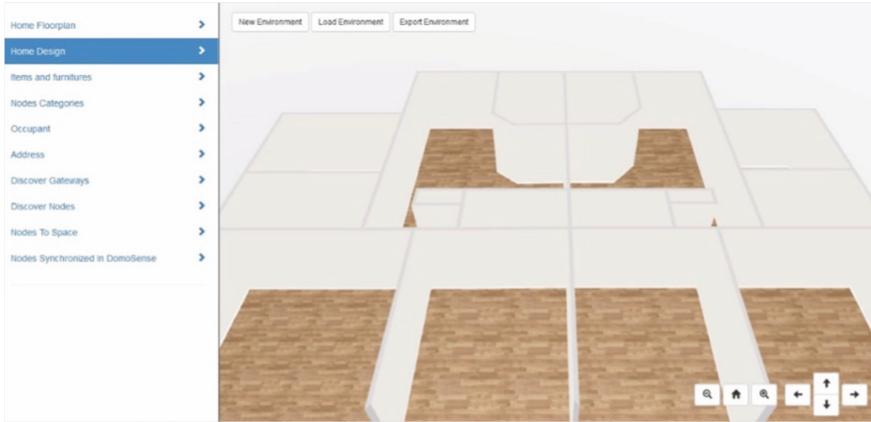 Home Floorplan
Home Design
Items and furnitures
Nodes Categories
Occupant
Address
Discover Gateways
Discover Nodes
Nodes To Space
Nodes Synchronized in DomoSense
New Environment Load Environment Export Environment